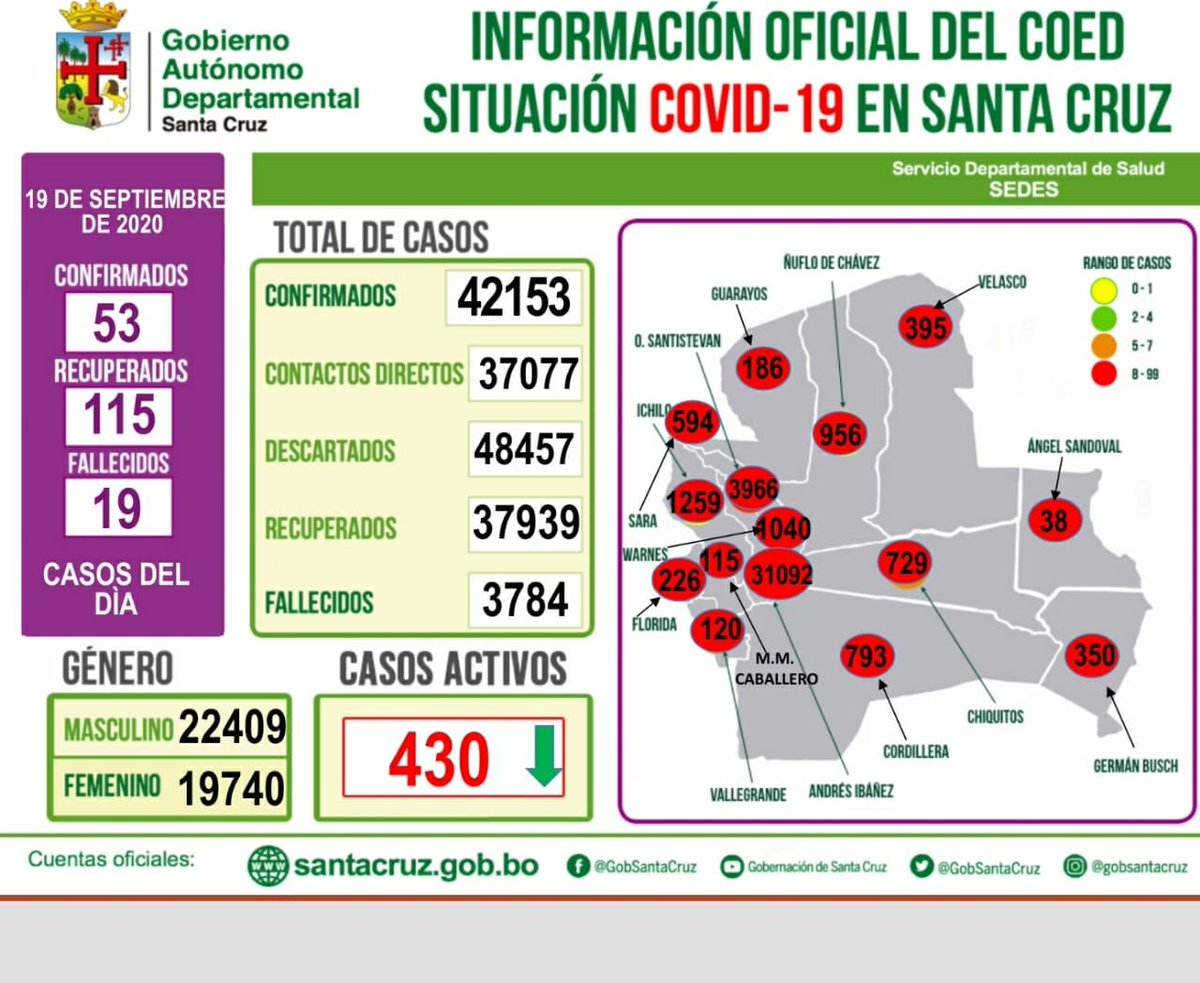 Gobierno
Autónomo
Departamental
Santa Cruz
INFORMACIÓN OFICIAL DEL COED
SITUACIÓN COVID-19 EN SANTA CRUZ
Servicio Departamental de Salud
SEDES
19 DE SEPTIEMBRE
DE 2020
CONFIRMADOS
53
RECUPERADOS
115
FALLECIDOS
19
CASOS DEL
DÌA
TOTAL DE CASOS
CONFIRMADOS 42153
CONTACTOS DIRECTOS 37077
DESCARTADOS 48457
RECUPERADOS 37939
FALLECIDOS 3784
GÉNERO
MASCULINO 22409
FEMENINO 19740
CASOS ACTIVOS
430
ÑUFLO DE CHÁVEZ
VELASCO
GUARAYOS
O. SANTISTEVAN
RANGO DE CASOS
0 - 1
2 - 4
5 - 7
8 - 99
395
186
ICHILO
594
956
ÁNGEL SANDOVAL
1259
3966
SARA
1040
38
WARNES
115
226
31092
729
FLORIDA
120
M.M.
CABALLERO
793
350
CHIQUITOS
CORDILLERA
GERMÁN BUSCH
VALLEGRANDE
ANDRÉS IBÁÑEZ
Cuentas oficiales:
www
santacruz.gob.bo
@GobSantaCruz
Gobernación de Santa Cruz
@GobSantaCruz
@gobsantacruz